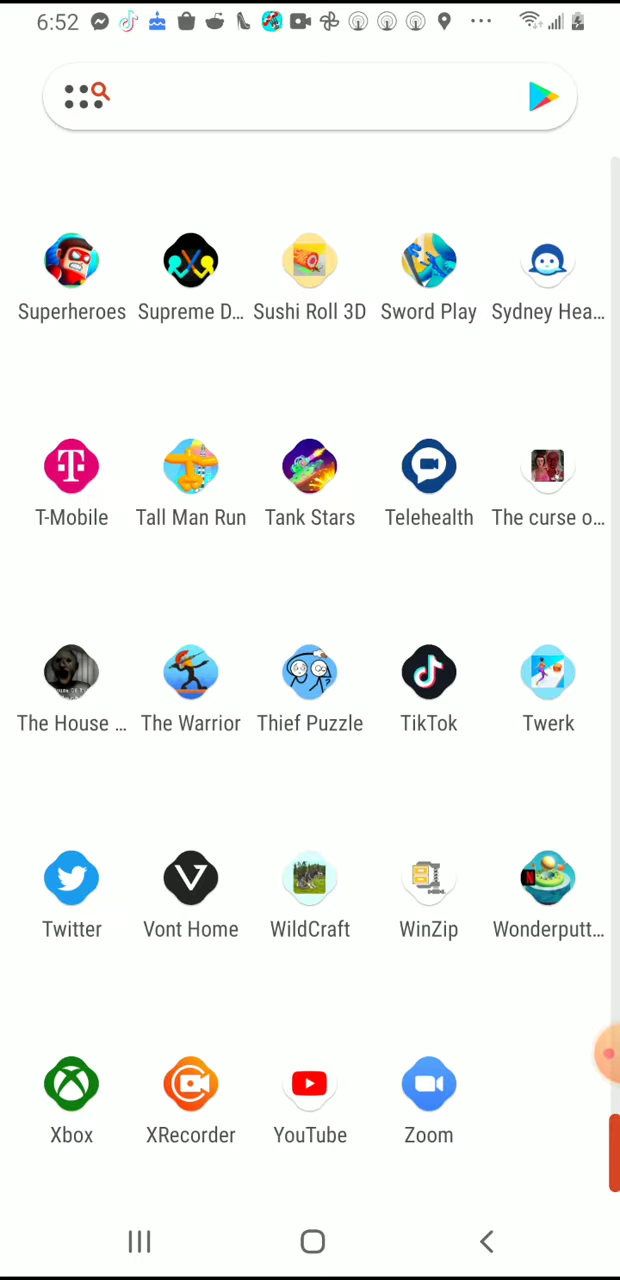 6:52
Superheroes Supreme D... Sushi Roll 3D Sword Play Sydney Hea...
T-Mobile Tall Man Run Tank Stars Telehealth The curse o...
The House ... The Warrior Thief Puzzle TikTok Twerk
Twitter Vont Home WildCraft WinZip Wonderputt...
Xbox XRecorder YouTube Zoom